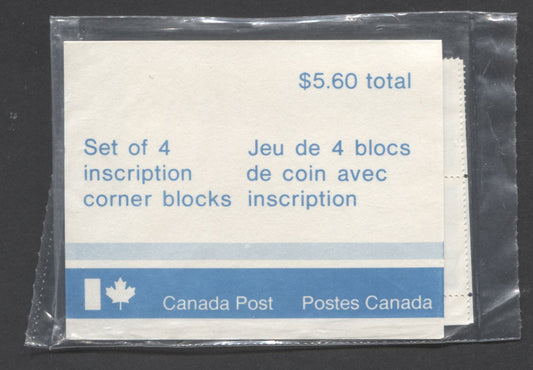 $5.60 total
Set of 4
inscription
corner blocks
Jeu de 4 blocs
de coin avec
inscription
Canada Post
Postes Canada